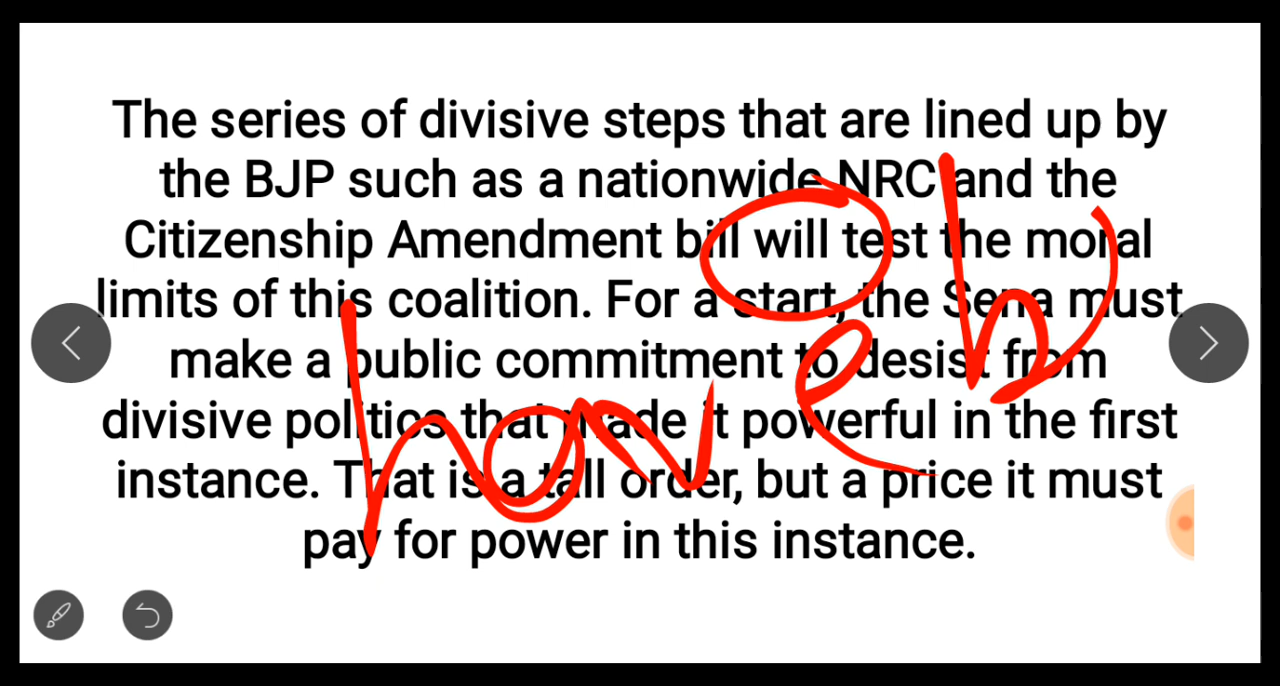 The series of divisive steps that are lined up by
the BJP such as a nationwide NRC and the
Citizenship Amendment bill will test the moral
limits of this coalition. For a start, the Sena must
make a public commitment to desist from
divisive politics that made it powerful in the first
instance. That is a tall order, but a price it must
pay for power in this instance.
have